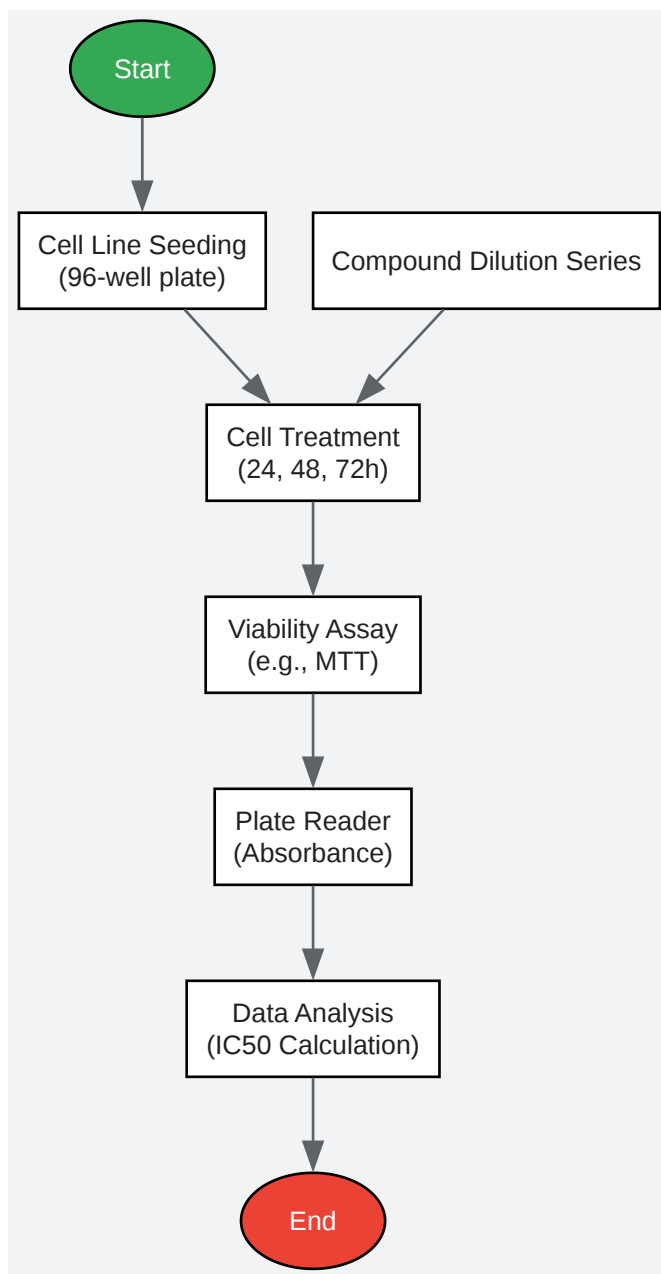 Start
Cell Line Seeding
(96-well plate)
Compound Dilution Series
Cell Treatment
(24, 48, 72h)
Viability Assay
(e.g., MTT)
Plate Reader
(Absorbance)
Data Analysis
(IC50 Calculation)
End